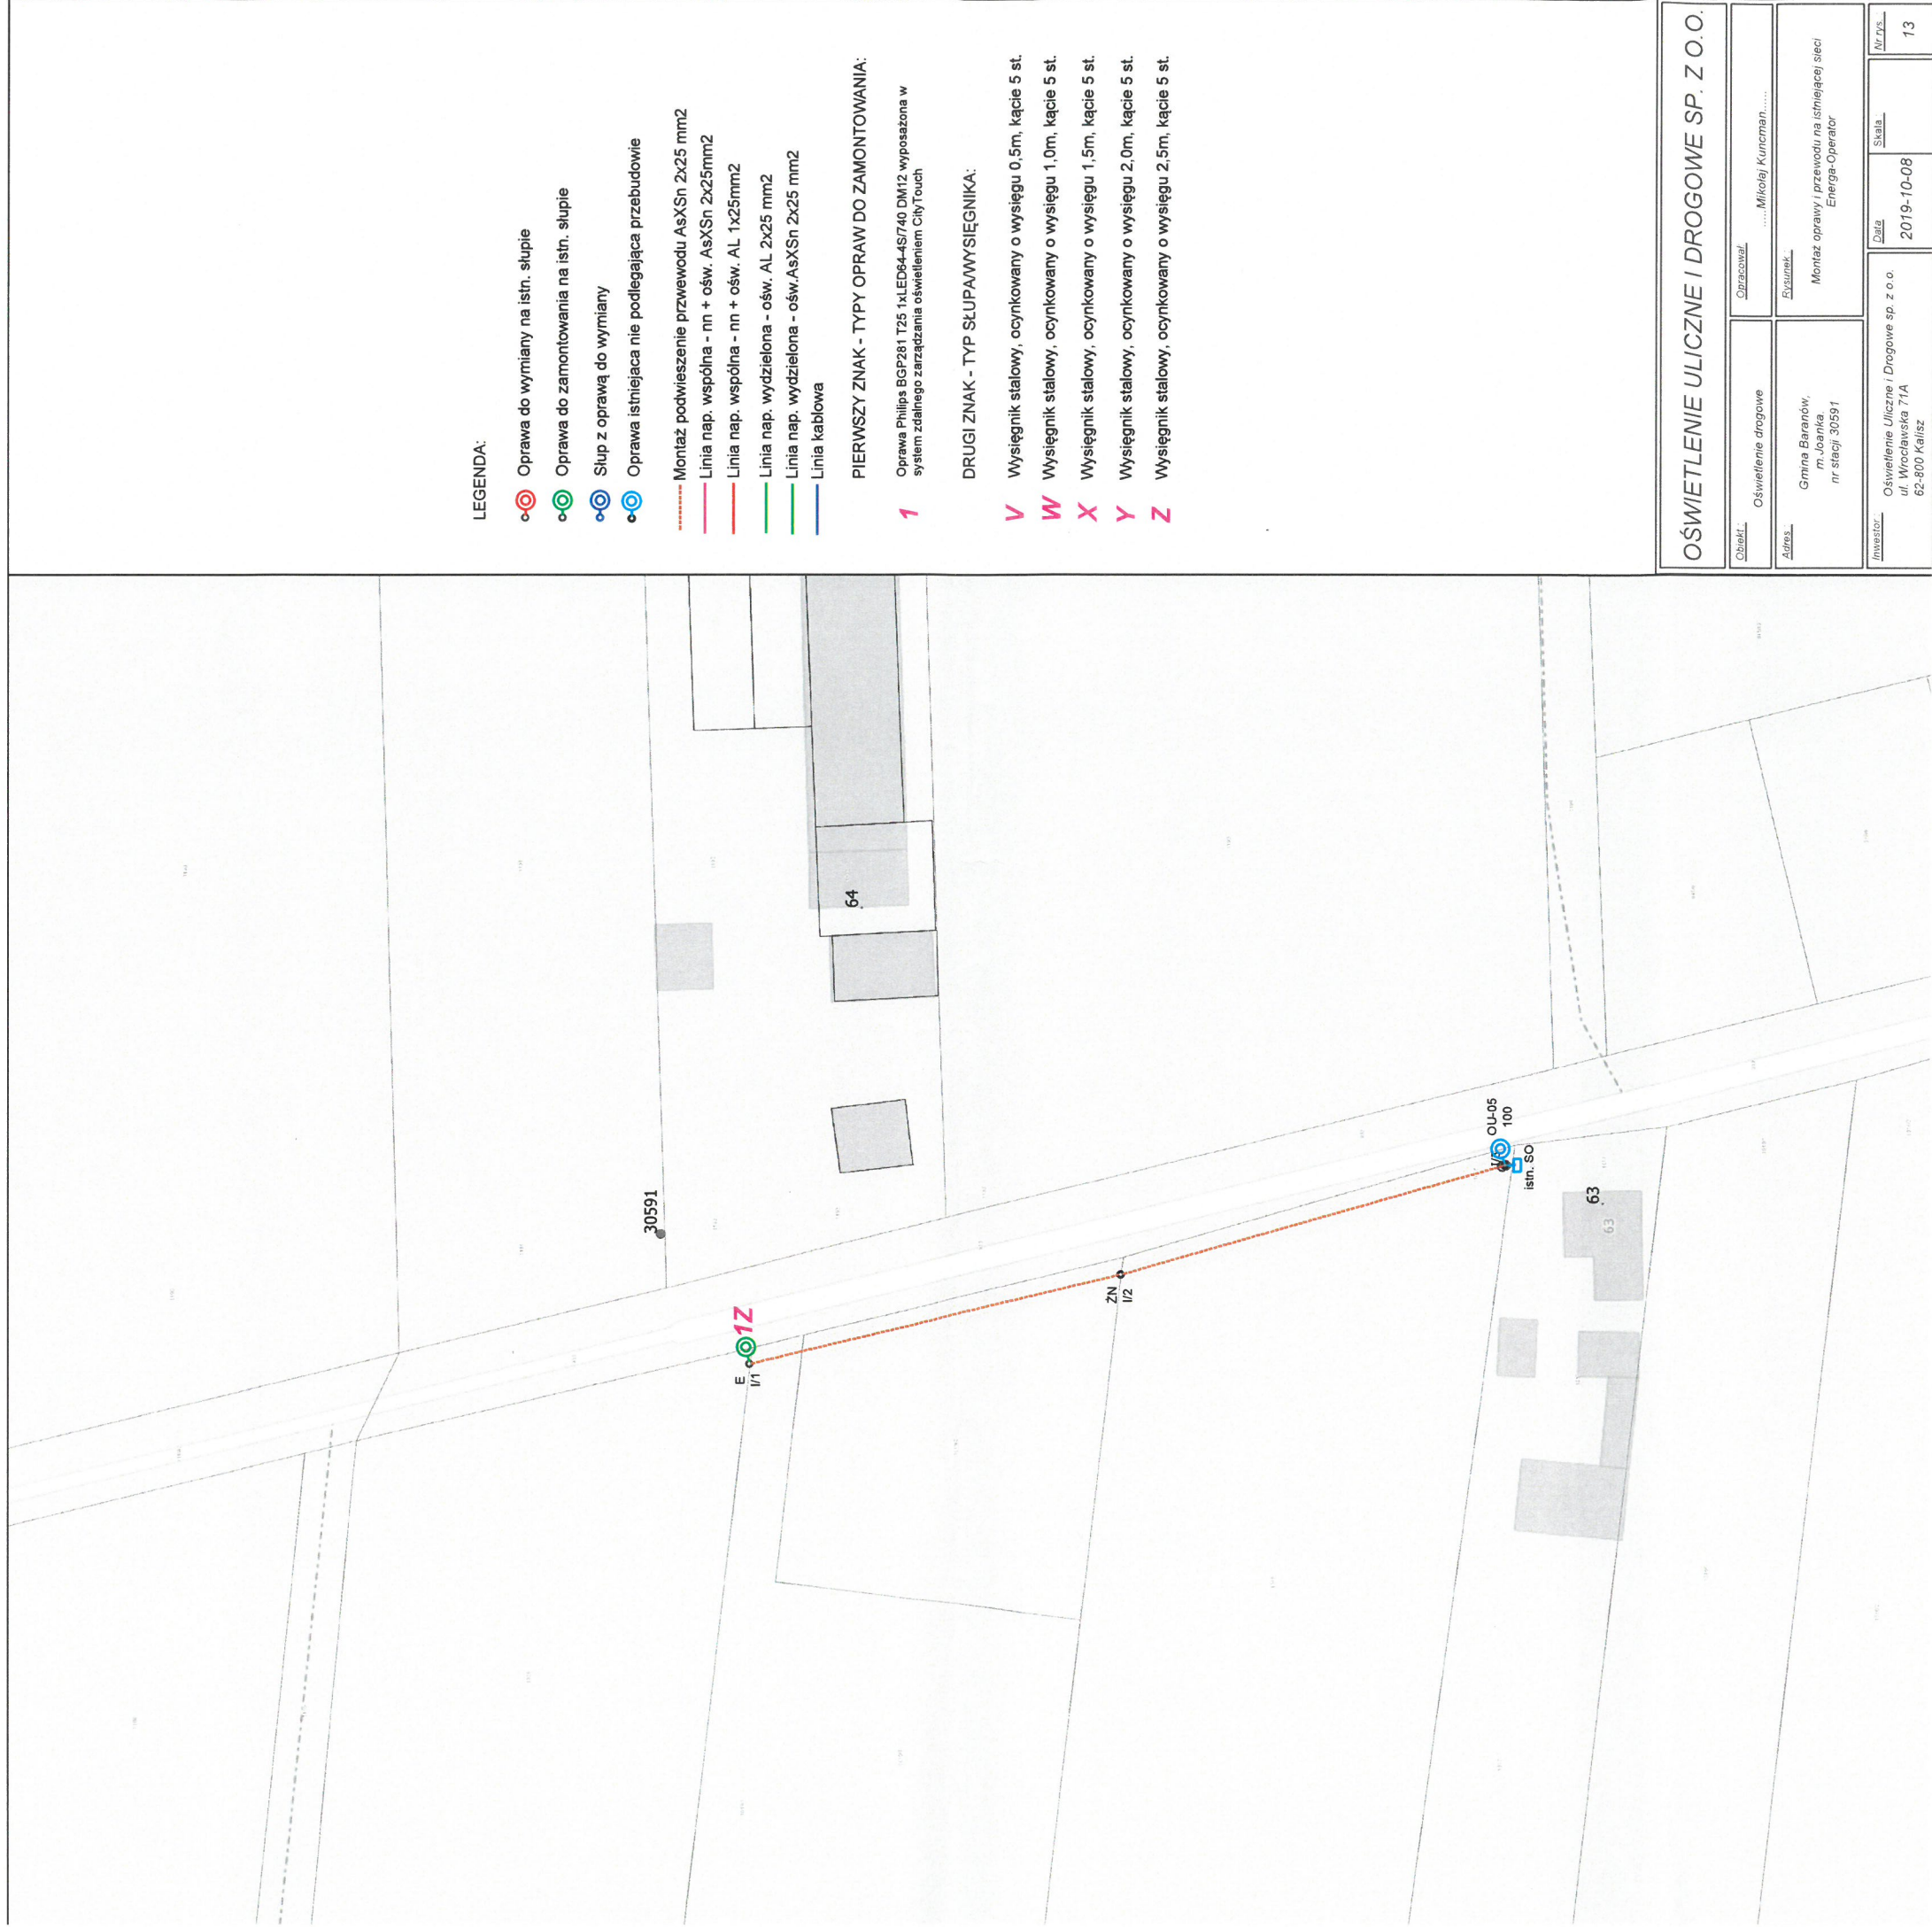 LEGENDA:
Oprawa do wymiany na istn. słupie
Oprawa do zamontowania na istn. słupie
Słup z oprawą do wymiany
Oprawa istniejaca nie podlegająca przebudowie
Montaż podwieszenie przwewodu AsXSn 2x25 mm2
Linia nap. wspólna - nn + ośw. AsXSn 2x25mm2
Linia nap. wspólna - nn + ośw. AL 1x25mm2
Linia nap. wydzielona - ośw. AL 2x25 mm2
Linia nap. wydzielona - ośw.AsXSn 2x25 mm2
Linia kablowa
PIERWSZY ZNAK - TYPY OPRAW DO ZAMONTOWANIA:
1 Oprawa Philips BGP281 T25 1xLED64-4S/740 DM12 wyposażona w
system zdalnego zarządzania oświetleniem CityTouch
DRUGI ZNAK - TYP SŁUPA/WYSIĘGNIKA:
V Wysięgnik stalowy, ocynkowany o wysięgu 0,5m, kącie 5 st.
W Wysięgnik stalowy, ocynkowany o wysięgu 1,0m, kącie 5 st.
X Wysięgnik stalowy, ocynkowany o wysięgu 1,5m, kącie 5 st.
Y Wysięgnik stalowy, ocynkowany o wysięgu 2,0m, kącie 5 st.
Z Wysięgnik stalowy, ocynkowany o wysięgu 2,5m, kącie 5 st.
30591
64
1Z
E
I/1
ŻN
I/2
OU-05
100
istn. SO
63
63
OŚWIETLENIE ULICZNE I DROGOWE SP. Z O.O.
Obiekt :
Oświetlenie drogowe
Opracował
......Mikołaj Kuncman......
Adres :
Gmina Baranów,
m.Joanka
nr stacji 30591
Rysunek :
Montaż oprawy i przewodu na istniejącej sieci
Energa-Operator
Inwestor :
Oświetlenie Uliczne i Drogowe sp. z o.o.
ul. Wrocławska 71A
62-800 Kalisz
Data
2019-10-08
Skala
Nr rys.
13